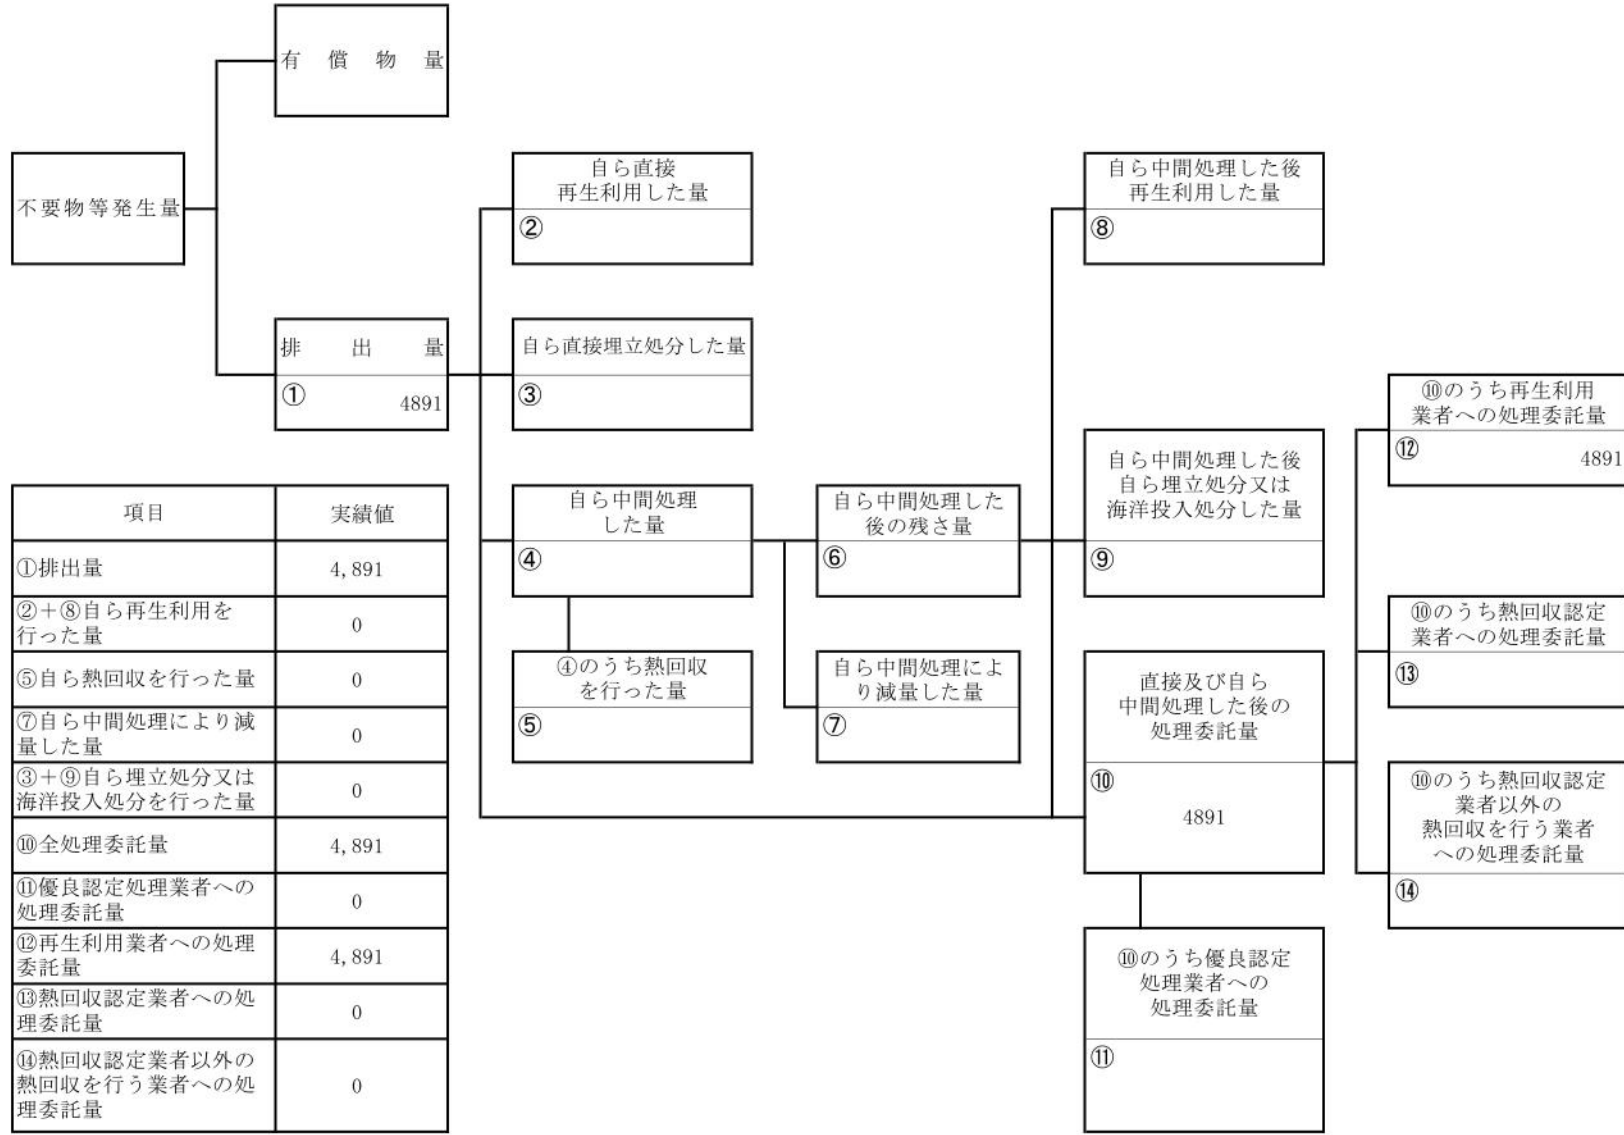 有償物量
不要物等発生量
排出量
①
4891
自ら直接
再生利用した量
②
自ら直接埋立処分した量
③
自ら中間処理
した量
④
④のうち熱回収
を行った量
⑤
自ら中間処理した
後の残さ量
⑥
自ら中間処理によ
り減量した量
⑦
自ら中間処理した後
再生利用した量
⑧
自ら中間処理した後
自ら埋立処分又は
海洋投入処分した量
⑨
直接及び自ら
中間処理した後の
処理委託量
⑩
4891
⑩のうち優良認定
処理業者への
処理委託量
⑪
⑩のうち再生利用
業者への処理委託量
⑫
4891
⑩のうち熱回収認定
業者への処理委託量
⑬
⑩のうち熱回収認定
業者以外の
熱回収を行う業者
への処理委託量
⑭
項目 実績値
①排出量 4,891
②+⑧自ら再生利用を
行った量 0
⑤自ら熱回収を行った量 0
⑦自ら中間処理により減
量した量 0
③+⑨自ら埋立処分又は
海洋投入処分を行った量 0
⑩全処理委託量 4,891
⑪優良認定処理業者への
処理委託量 0
⑫再生利用業者への処理
委託量 4,891
⑬熱回収認定業者への処
理委託量 0
⑭熱回収認定業者以外の
熱回収を行う業者への処
理委託量 0